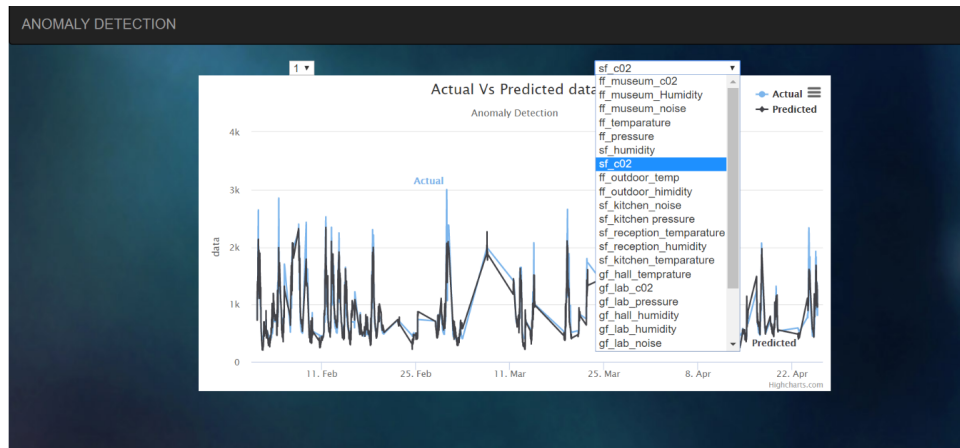 ANOMALY DETECTION
1
sf_c02
Actual Vs Predicted data
Anomaly Detection
Actual
Predicted
ff_museum_c02
ff_museum_Humidity
ff_museum_noise
ff_temparature
ff_pressure
sf_humidity
sf_c02
ff_outdoor_temp
ff_outdoor_himidity
sf_kitchen_noise
sf_kitchen pressure
sf_reception_temparature
sf_reception_humidity
sf_kitchen_temparature
gf_hall_temprature
gf_lab_c02
gf_lab_pressure
gf_hall_humidity
gf_lab_humidity
gf_lab_noise
4k
3k
2k
1k
0
data
Actual
Predicted
11. Feb
25. Feb
11. Mar
25. Mar
8. Apr
22. Apr
Highcharts.com